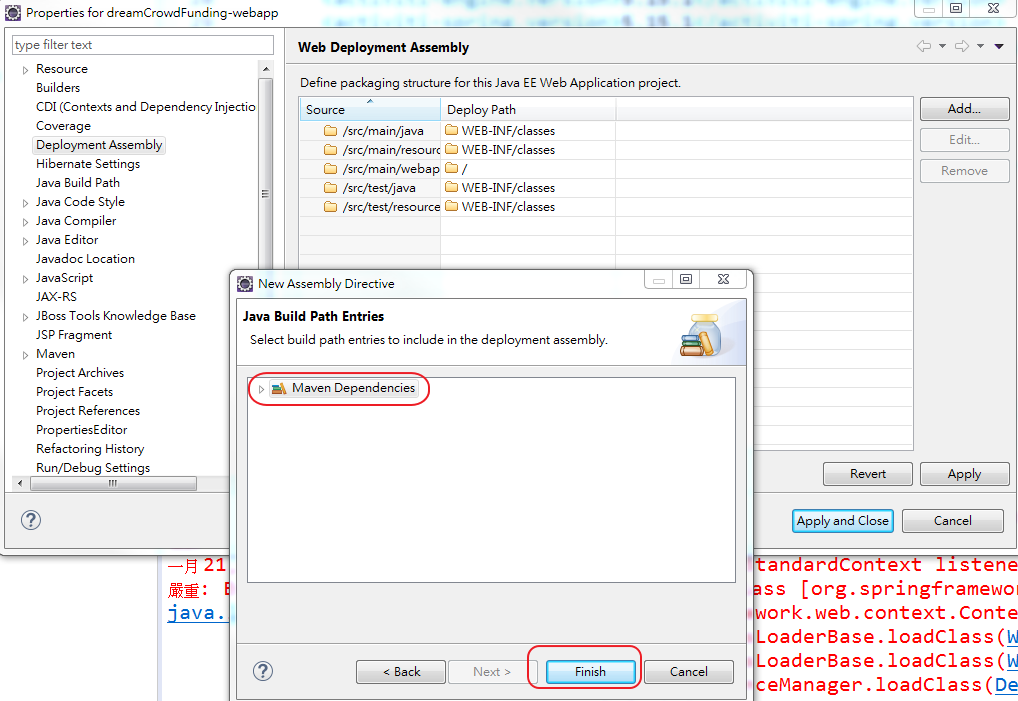 Properties for dreamCrowdFunding-webapp
type filter text
Resource
Builders
CDI (Contexts and Dependency Injectio
Coverage
Deployment Assembly
Hibernate Settings
Java Build Path
Java Code Style
Java Compiler
Java Editor
Javadoc Location
JavaScript
JAX-RS
JBoss Tools Knowledge Base
JSP Fragment
Maven
Project Archives
Project Facets
Project References
PropertiesEditor
Refactoring History
Run/Debug Settings
Web Deployment Assembly
Define packaging structure for this Java EE Web Application project.
Source Deploy Path
/src/main/java WEB-INF/classes
/src/main/resourc WEB-INF/classes
/src/main/webap /
/src/test/java WEB-INF/classes
/src/test/resource WEB-INF/classes
Add...
Edit...
Remove
Revert Apply
Apply and Close Cancel
New Assembly Directive
Java Build Path Entries
Select build path entries to include in the deployment assembly.
Maven Dependencies
< Back Next > Finish Cancel
一月 21 tandardContext listene
嚴重: ass [org.springframewor
java. work.web.context.Conte
LoaderBase.loadClass(W
LoaderBase.loadClass(W
ceManager.loadClass(De